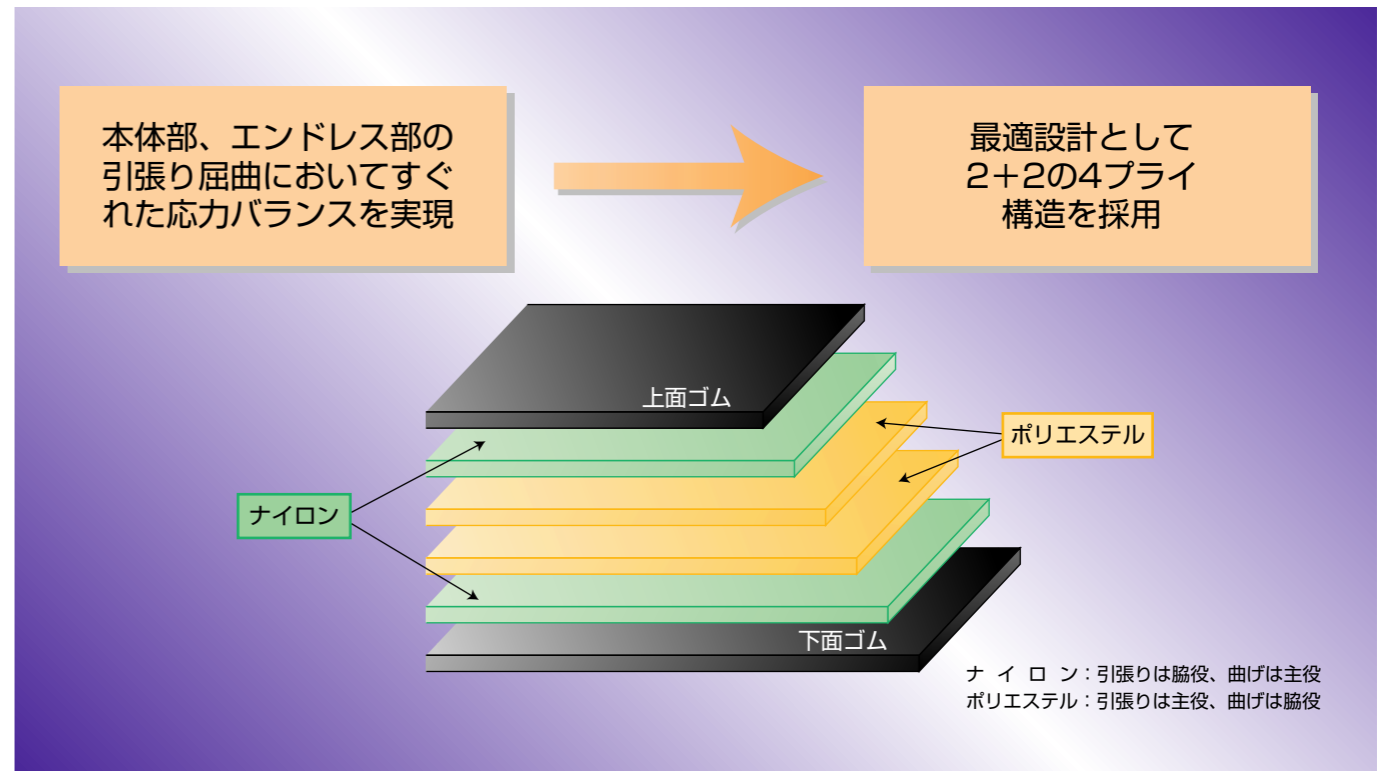 本体部、エンドレス部の
引張り屈曲においてすぐ
れた応力バランスを実現
最適設計として
2+2の4プライ
構造を採用
上面ゴム
ポリエステル
ナイロン
下面ゴム
ナイロン：引張りは脇役、曲げは主役
ポリエステル：引張りは主役、曲げは脇役